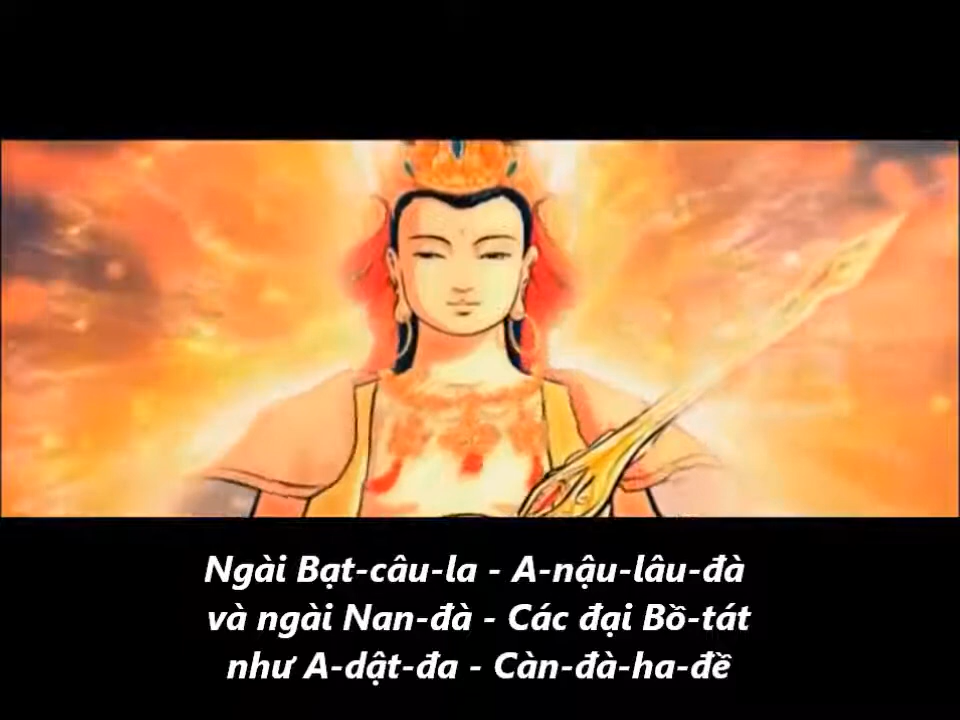 Ngài Bạt-câu-la - A-nậu-lâu-đà
và ngài Nan-đà - Các đại Bồ-tát
như A-dật-đa - Càn-đà-ha-đề